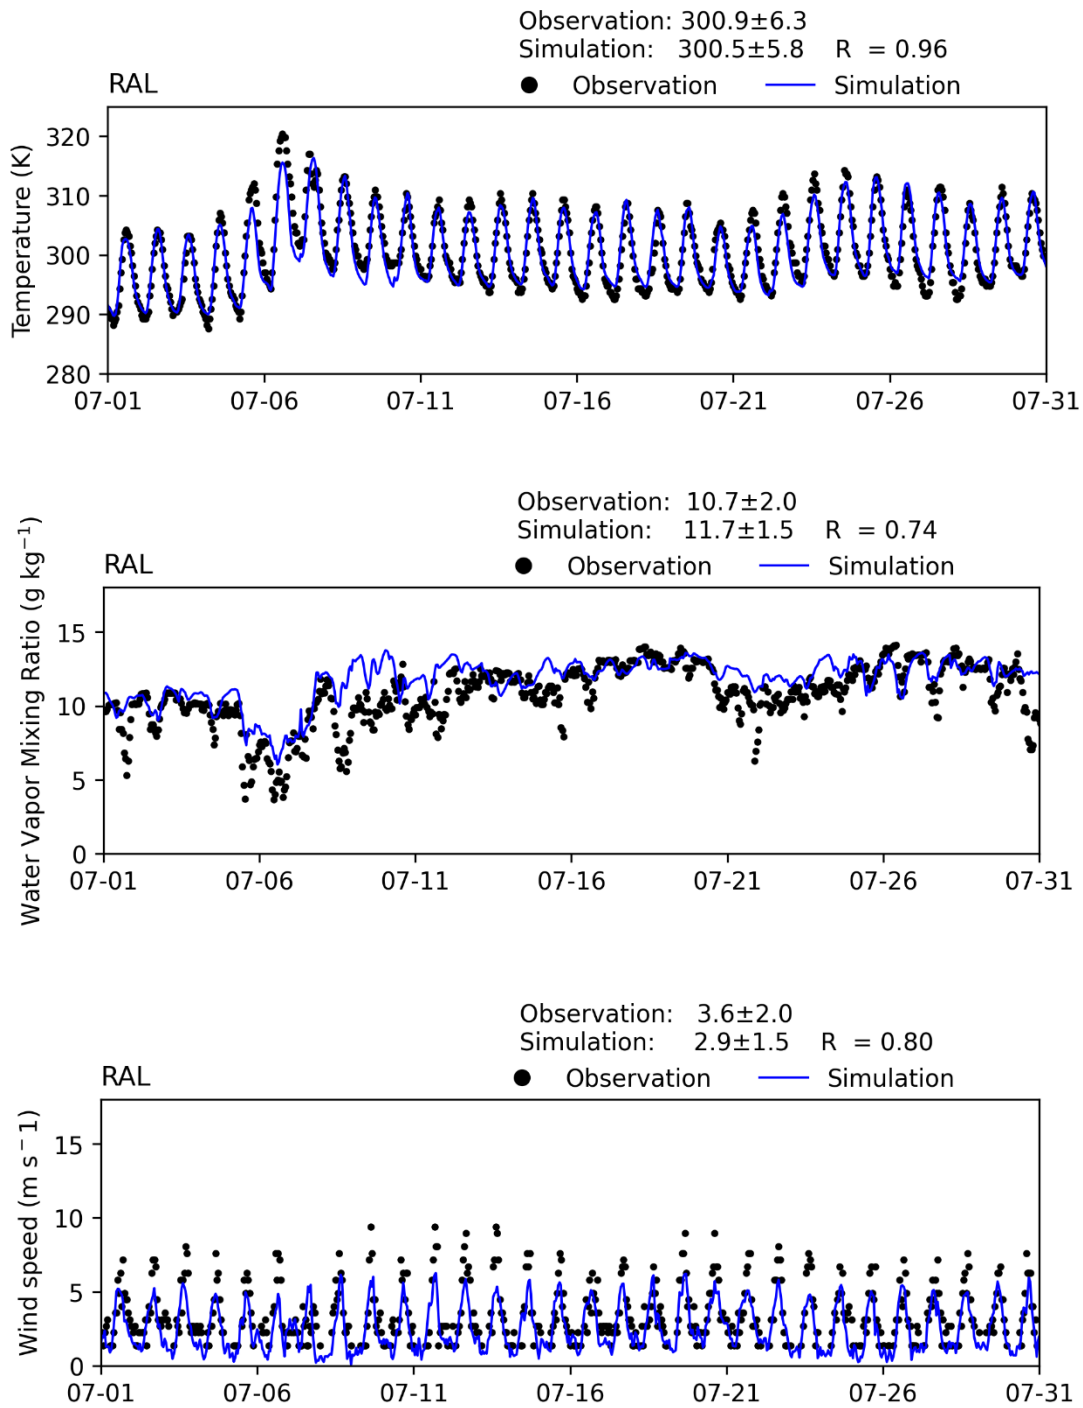 Observation: 300.9±6.3
Simulation: 300.5±5.8 R = 0.96
RAL
Observation Simulation
Temperature (K)
320
310
300
290
280
07-01 07-06 07-11 07-16 07-21 07-26 07-31
Observation: 10.7±2.0
Simulation: 11.7±1.5 R = 0.74
RAL
Observation Simulation
Water Vapor Mixing Ratio (g kg⁻¹)
15
10
5
0
07-01 07-06 07-11 07-16 07-21 07-26 07-31
Observation: 3.6±2.0
Simulation: 2.9±1.5 R = 0.80
RAL
Observation Simulation
Wind speed (m s⁻1)
15
10
5
0
07-01 07-06 07-11 07-16 07-21 07-26 07-31